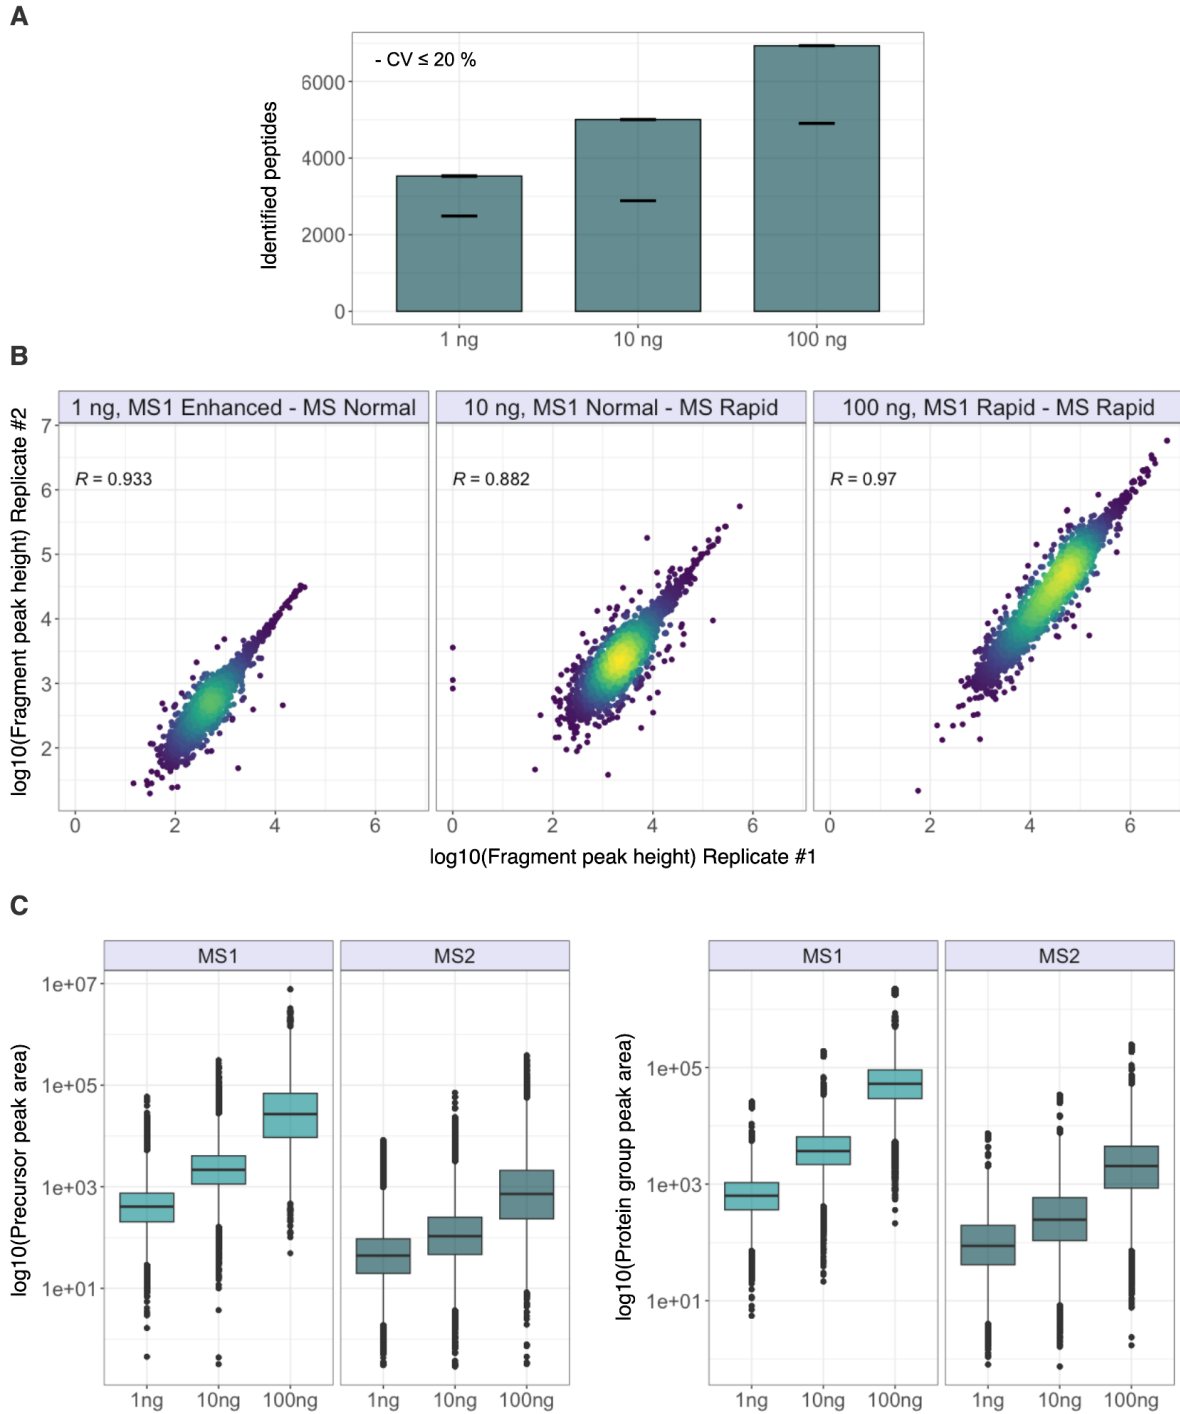 A
- CV ≤ 20 %
Identified peptides
6000
4000
2000
0
1 ng
10 ng
100 ng
B
1 ng, MS1 Enhanced - MS Normal
10 ng, MS1 Normal - MS Rapid
100 ng, MS1 Rapid - MS Rapid
log10(Fragment peak height) Replicate #2
7
6
5
4
3
2
R = 0.933
R = 0.882
R = 0.97
0 2 4 6
0 2 4 6
0 2 4 6
log10(Fragment peak height) Replicate #1
C
MS1
MS2
log10(Precursor peak area)
1e+07
1e+05
1e+03
1e+01
1ng 10ng 100ng
1ng 10ng 100ng
MS1
MS2
log10(Protein group peak area)
1e+05
1e+03
1e+01
1ng 10ng 100ng
1ng 10ng 100ng